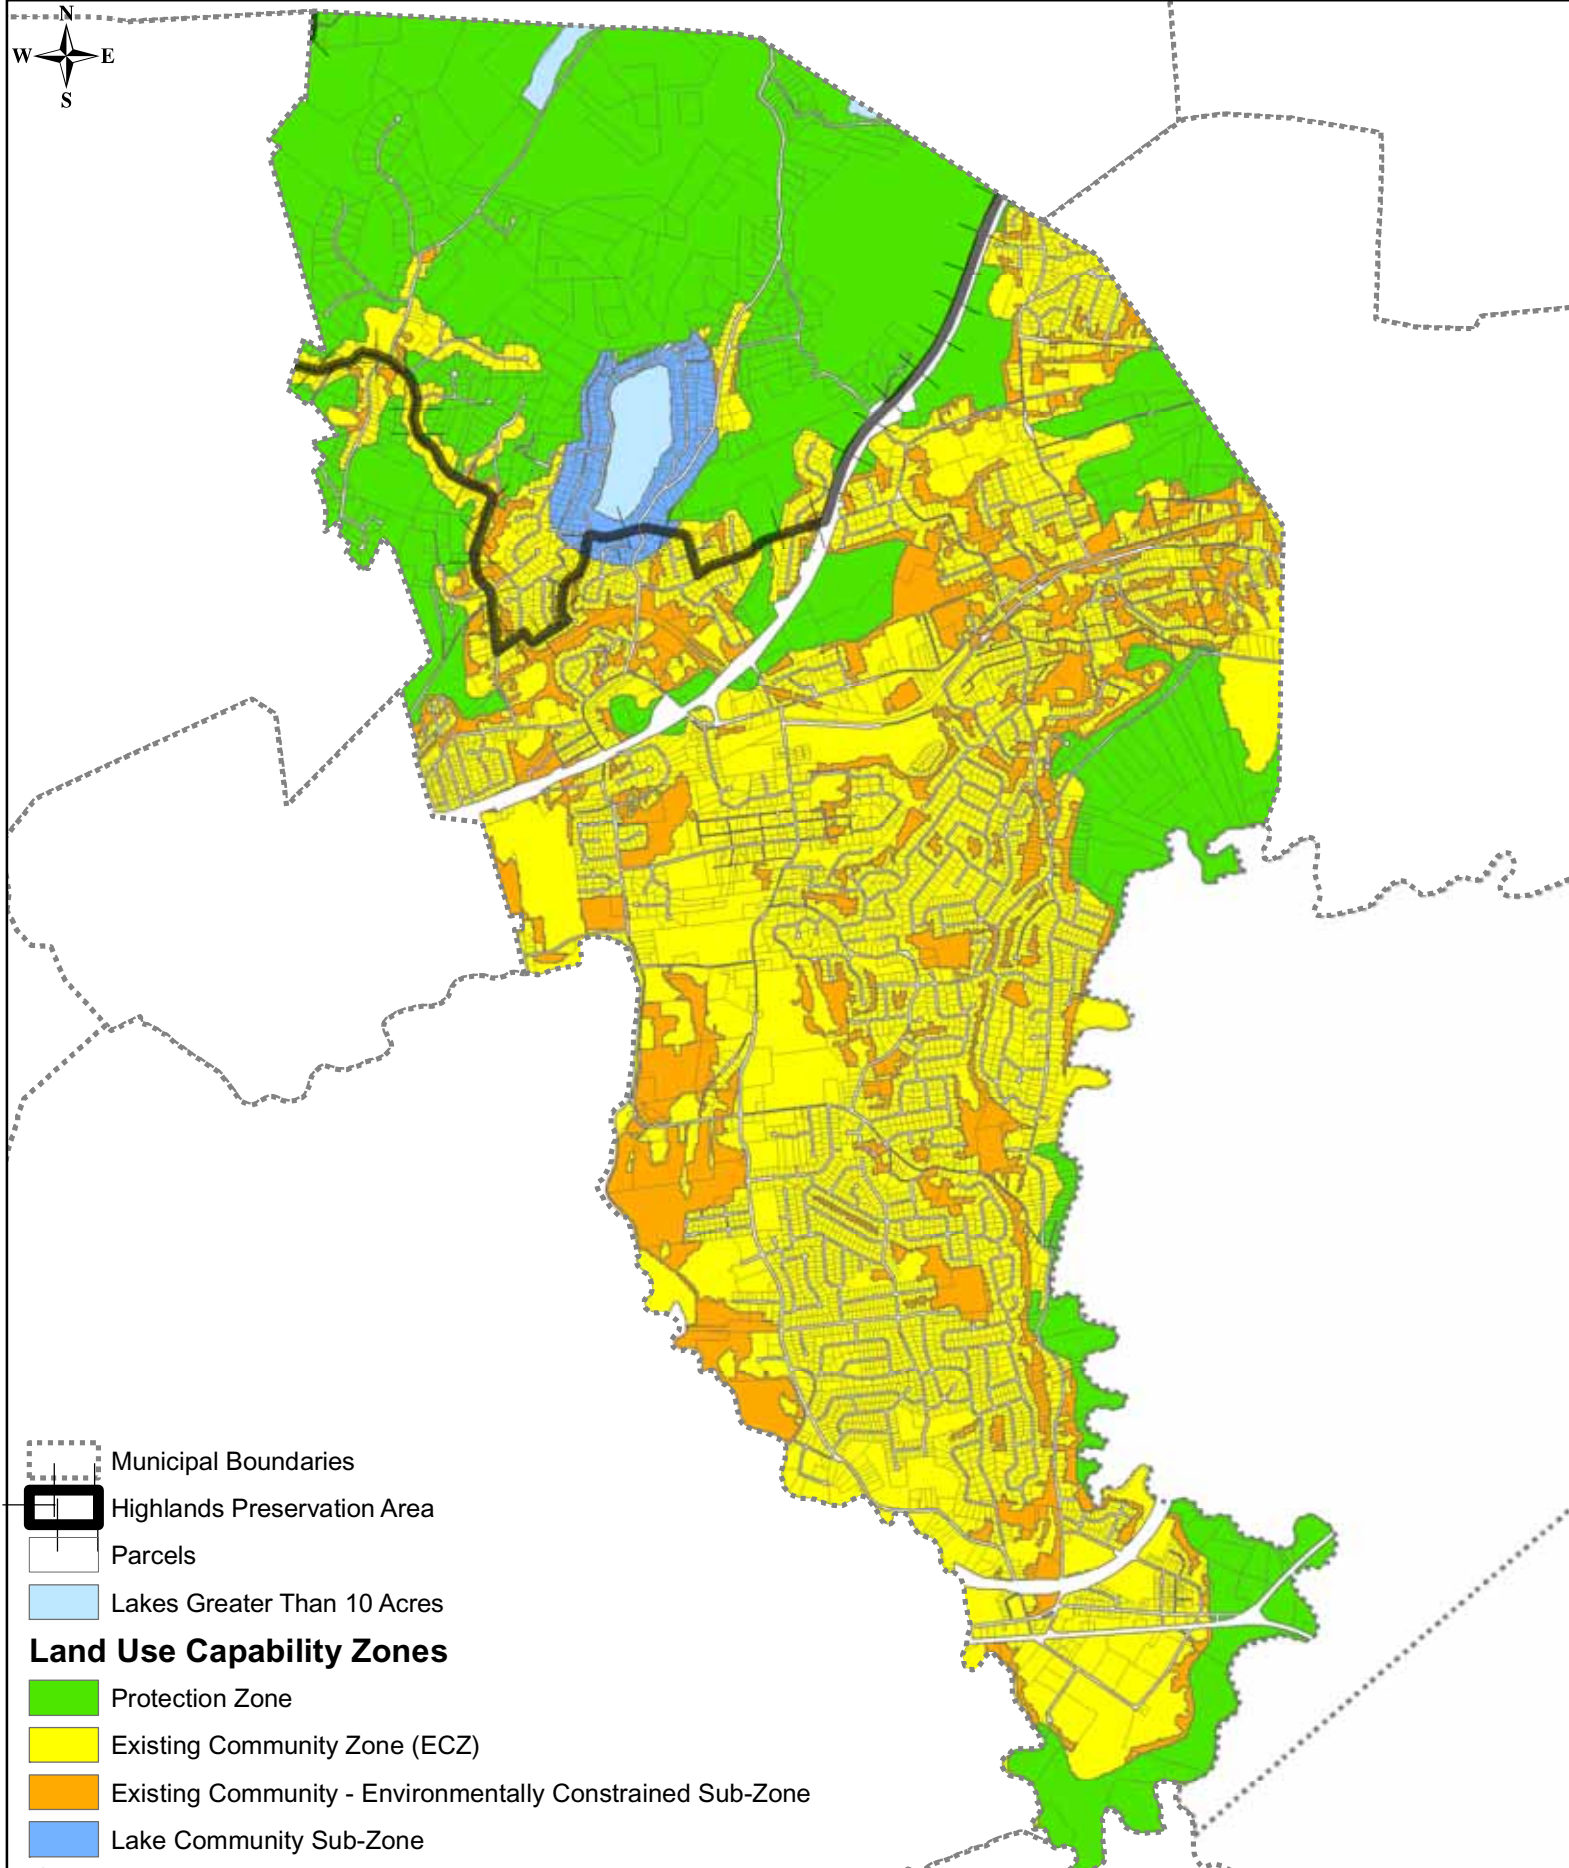 N
W E
S
Municipal Boundaries
Highlands Preservation Area
Parcels
Lakes Greater Than 10 Acres
Land Use Capability Zones
Protection Zone
Existing Community Zone (ECZ)
Existing Community - Environmentally Constrained Sub-Zone
Lake Community Sub-Zone